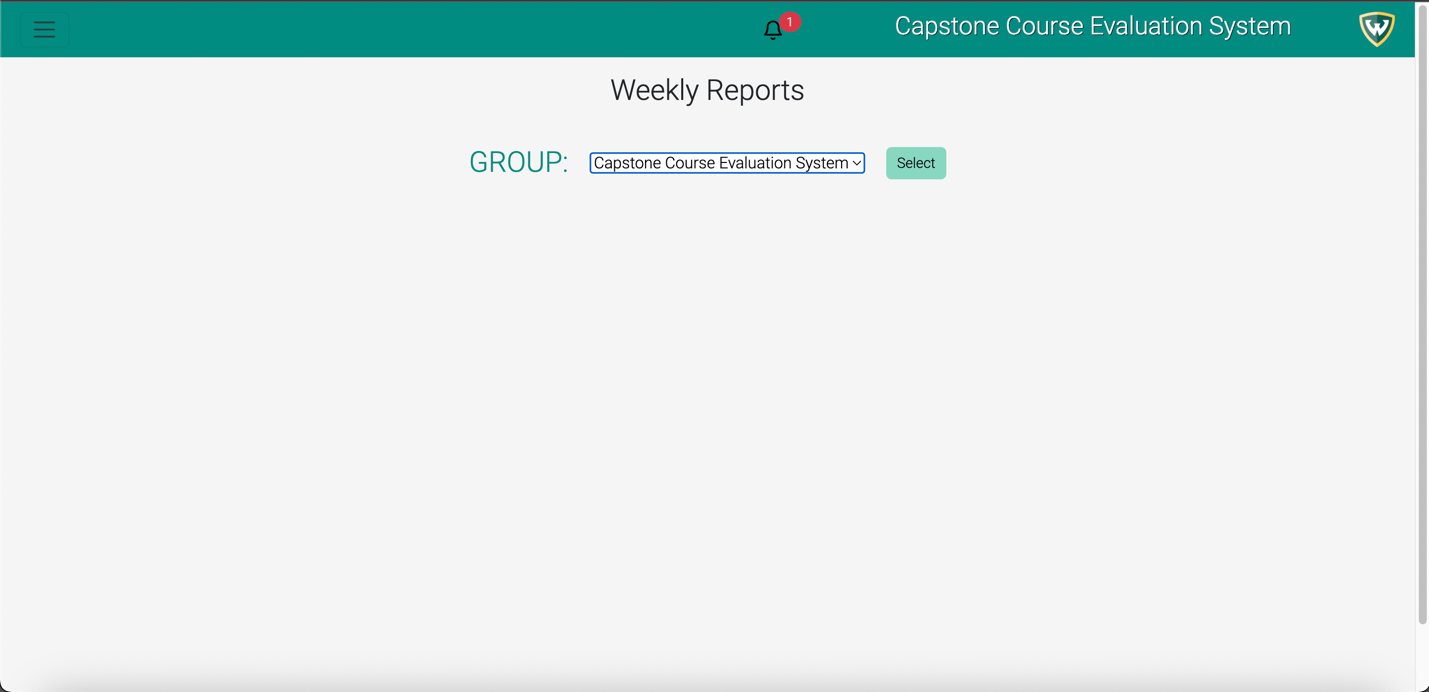 1
Capstone Course Evaluation System
W
Weekly Reports
GROUP: Capstone Course Evaluation System Select